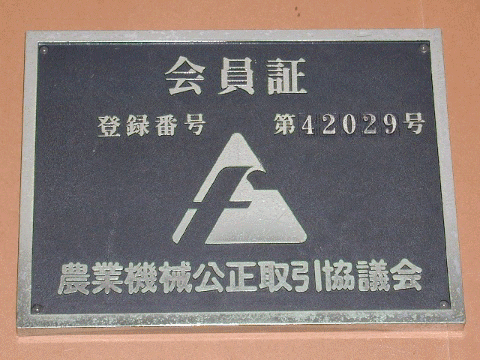 会員証
登録番号 第42029号
農業機械公正取引協議会